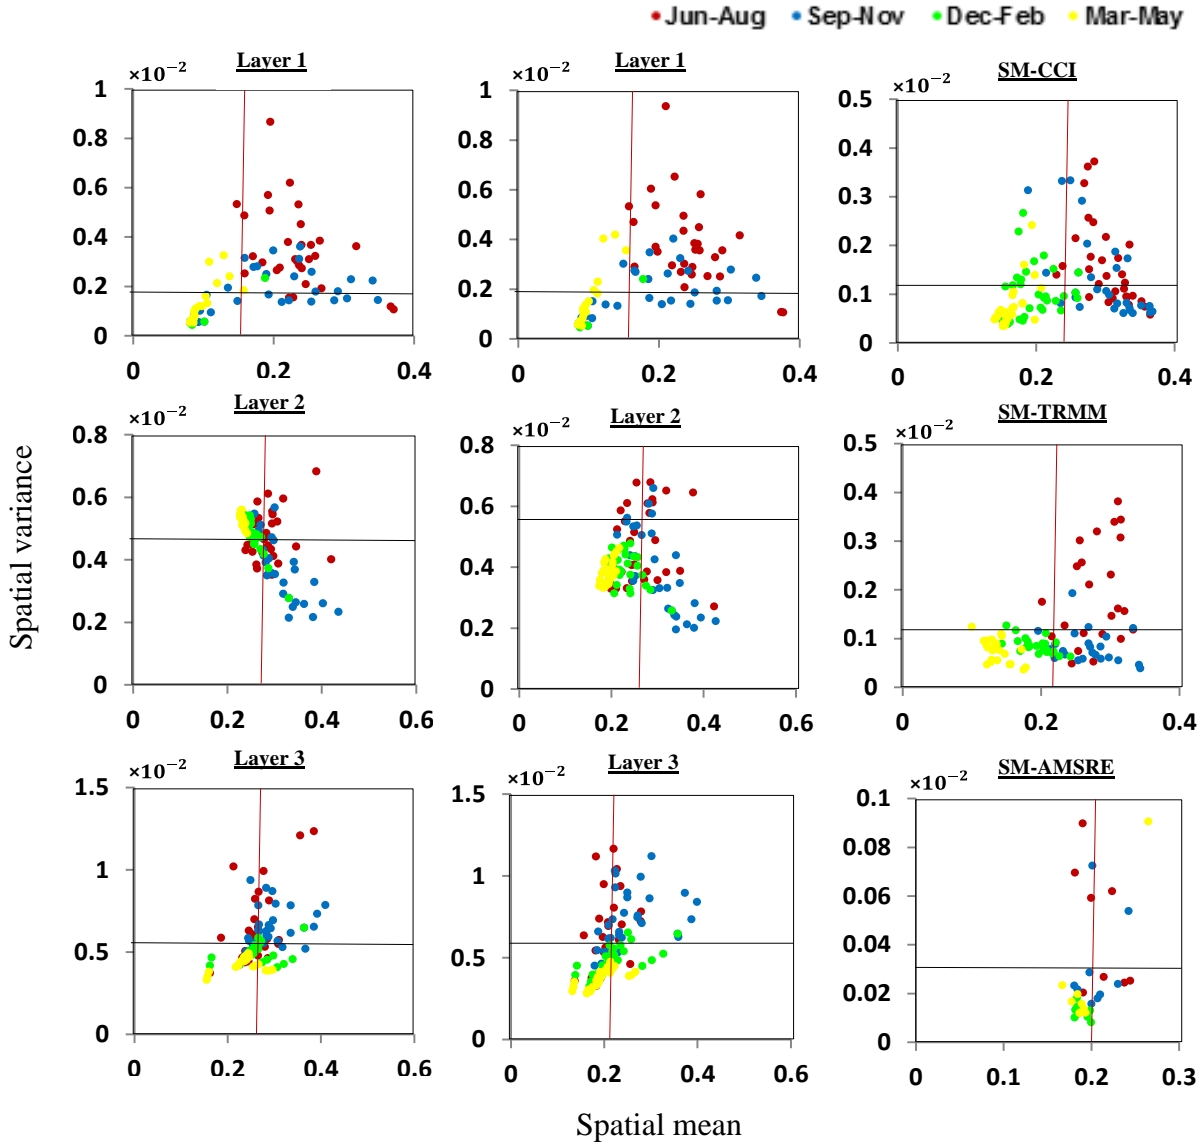 Jun-Aug Sep-Nov Dec-Feb Mar-May
Layer 1
×10−2
1
0.8
0.6
0.4
0.2
0
0 0.2 0.4
Layer 1
×10−2
1
0.8
0.6
0.4
0.2
0
0 0.2 0.4
SM-CCI
×10−2
0.5
0.4
0.3
0.2
0.1
0
0 0.2 0.4
Spatial variance
Layer 2
×10−2
0.8
0.6
0.4
0.2
0
0 0.2 0.4 0.6
Layer 2
×10−2
0.8
0.6
0.4
0.2
0
0 0.2 0.4 0.6
SM-TRMM
×10−2
0.5
0.4
0.3
0.2
0.1
0
0 0.2 0.4
Layer 3
×10−2
1.5
1
0.5
0
0 0.2 0.4 0.6
Layer 3
×10−2
1.5
1
0.5
0
0 0.2 0.4 0.6
SM-AMSRE
×10−2
0.1
0.08
0.06
0.04
0.02
0
0 0.1 0.2 0.3
Spatial mean